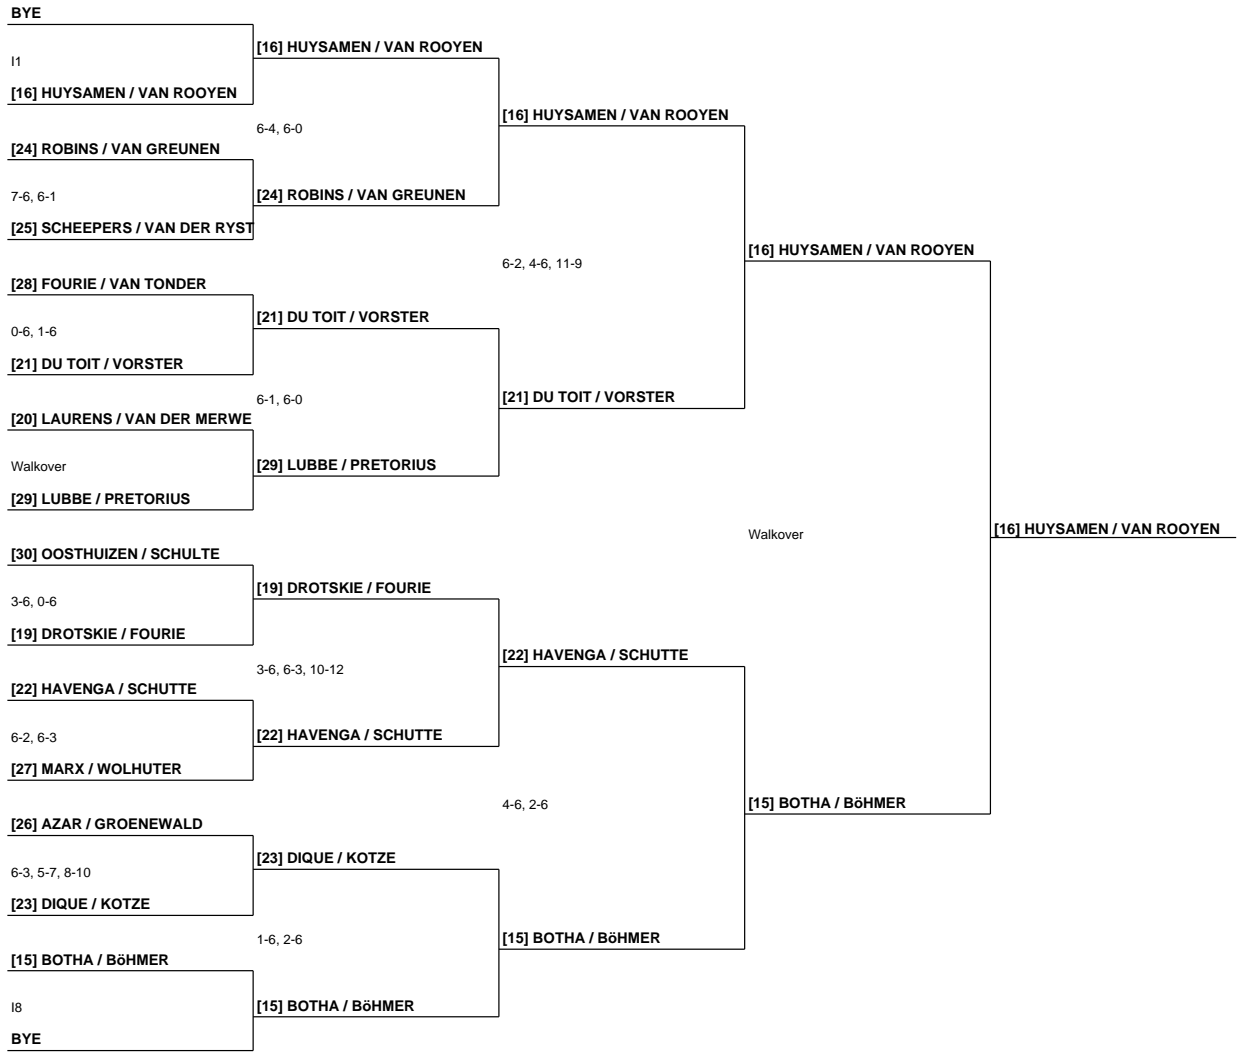 BYE
[16] HUYSAMEN / VAN ROOYEN
I1
[16] HUYSAMEN / VAN ROOYEN
[16] HUYSAMEN / VAN ROOYEN
6-4, 6-0
[24] ROBINS / VAN GREUNEN
7-6, 6-1
[24] ROBINS / VAN GREUNEN
[25] SCHEEPERS / VAN DER RYST
[16] HUYSAMEN / VAN ROOYEN
6-2, 4-6, 11-9
[28] FOURIE / VAN TONDER
[21] DU TOIT / VORSTER
0-6, 1-6
[21] DU TOIT / VORSTER
[21] DU TOIT / VORSTER
6-1, 6-0
[20] LAURENS / VAN DER MERWE
Walkover
[29] LUBBE / PRETORIUS
[29] LUBBE / PRETORIUS
Walkover
[16] HUYSAMEN / VAN ROOYEN
[30] OOSTHUIZEN / SCHULTE
[19] DROTSKIE / FOURIE
3-6, 0-6
[19] DROTSKIE / FOURIE
[22] HAVENGA / SCHUTTE
3-6, 6-3, 10-12
[22] HAVENGA / SCHUTTE
6-2, 6-3
[22] HAVENGA / SCHUTTE
[27] MARX / WOLHUTER
4-6, 2-6
[15] BOTHA / BöHMER
[26] AZAR / GROENEWALD
[23] DIQUE / KOTZE
6-3, 5-7, 8-10
[23] DIQUE / KOTZE
1-6, 2-6
[15] BOTHA / BöHMER
[15] BOTHA / BöHMER
I8
[15] BOTHA / BöHMER
BYE